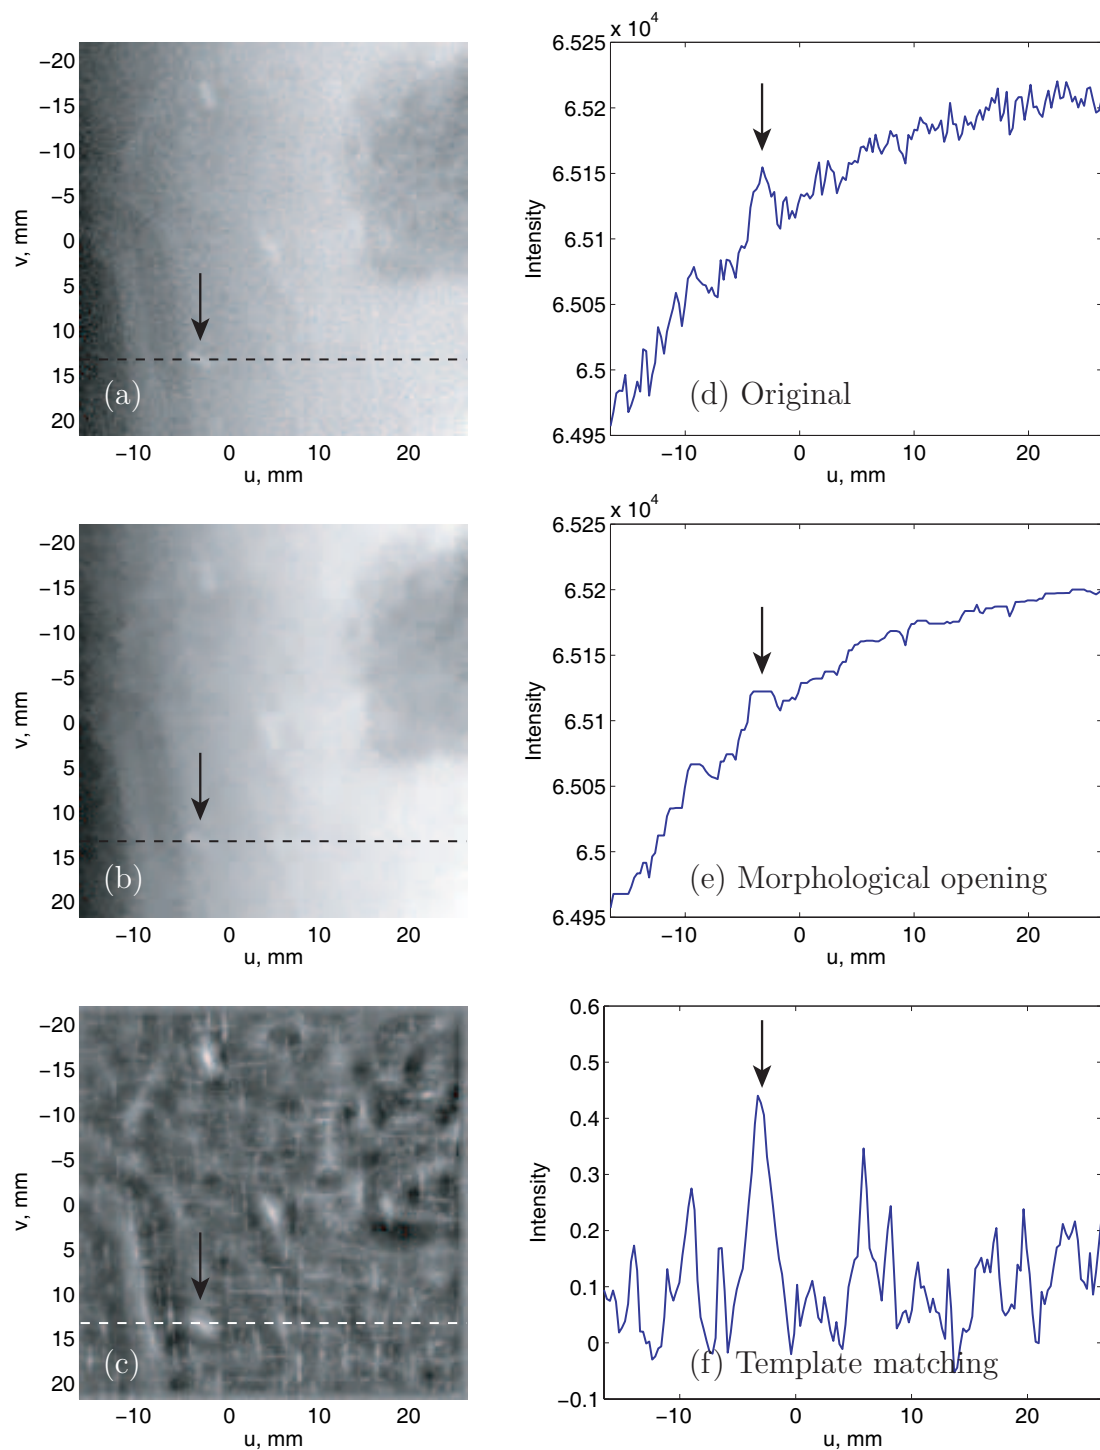 −20
−15
−10
−5
0
5
10
15
20
v, mm
−10 0 10 20
u, mm
(a)
x 10^4
6.525
6.52
6.515
6.51
6.505
6.5
6.495
Intensity
−10 0 10 20
u, mm
(d) Original
−20
−15
−10
−5
0
5
10
15
20
v, mm
−10 0 10 20
u, mm
(b)
x 10^4
6.525
6.52
6.515
6.51
6.505
6.5
6.495
Intensity
−10 0 10 20
u, mm
(e) Morphological opening
−20
−15
−10
−5
0
5
10
15
20
v, mm
−10 0 10 20
u, mm
(c)
0.6
0.5
0.4
0.3
0.2
0.1
0
−0.1
Intensity
−10 0 10 20
u, mm
(f) Template matching